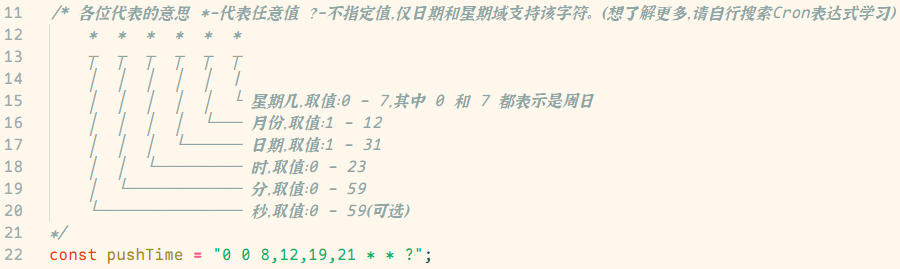 11 /* 各位代表的意思 *-代表任意值 ?-不指定值,仅日期和星期域支持该字符。(想了解更多,请自行搜索Cron表达式学习)
12 * * * * * *
13 ┬ ┬ ┬ ┬ ┬ ┬
14 │ │ │ │ │ |
15 │ │ │ │ │ └ 星期几,取值:0 - 7,其中 0 和 7 都表示是周日
16 │ │ │ │ └─── 月份,取值:1 - 12
17 │ │ │ └────── 日期,取值:1 - 31
18 │ │ └───────── 时,取值:0 - 23
19 │ └──────────── 分,取值:0 - 59
20 └─────────────── 秒,取值:0 - 59(可选)
21 */
22 const pushTime = "0 0 8,12,19,21 * * ?";